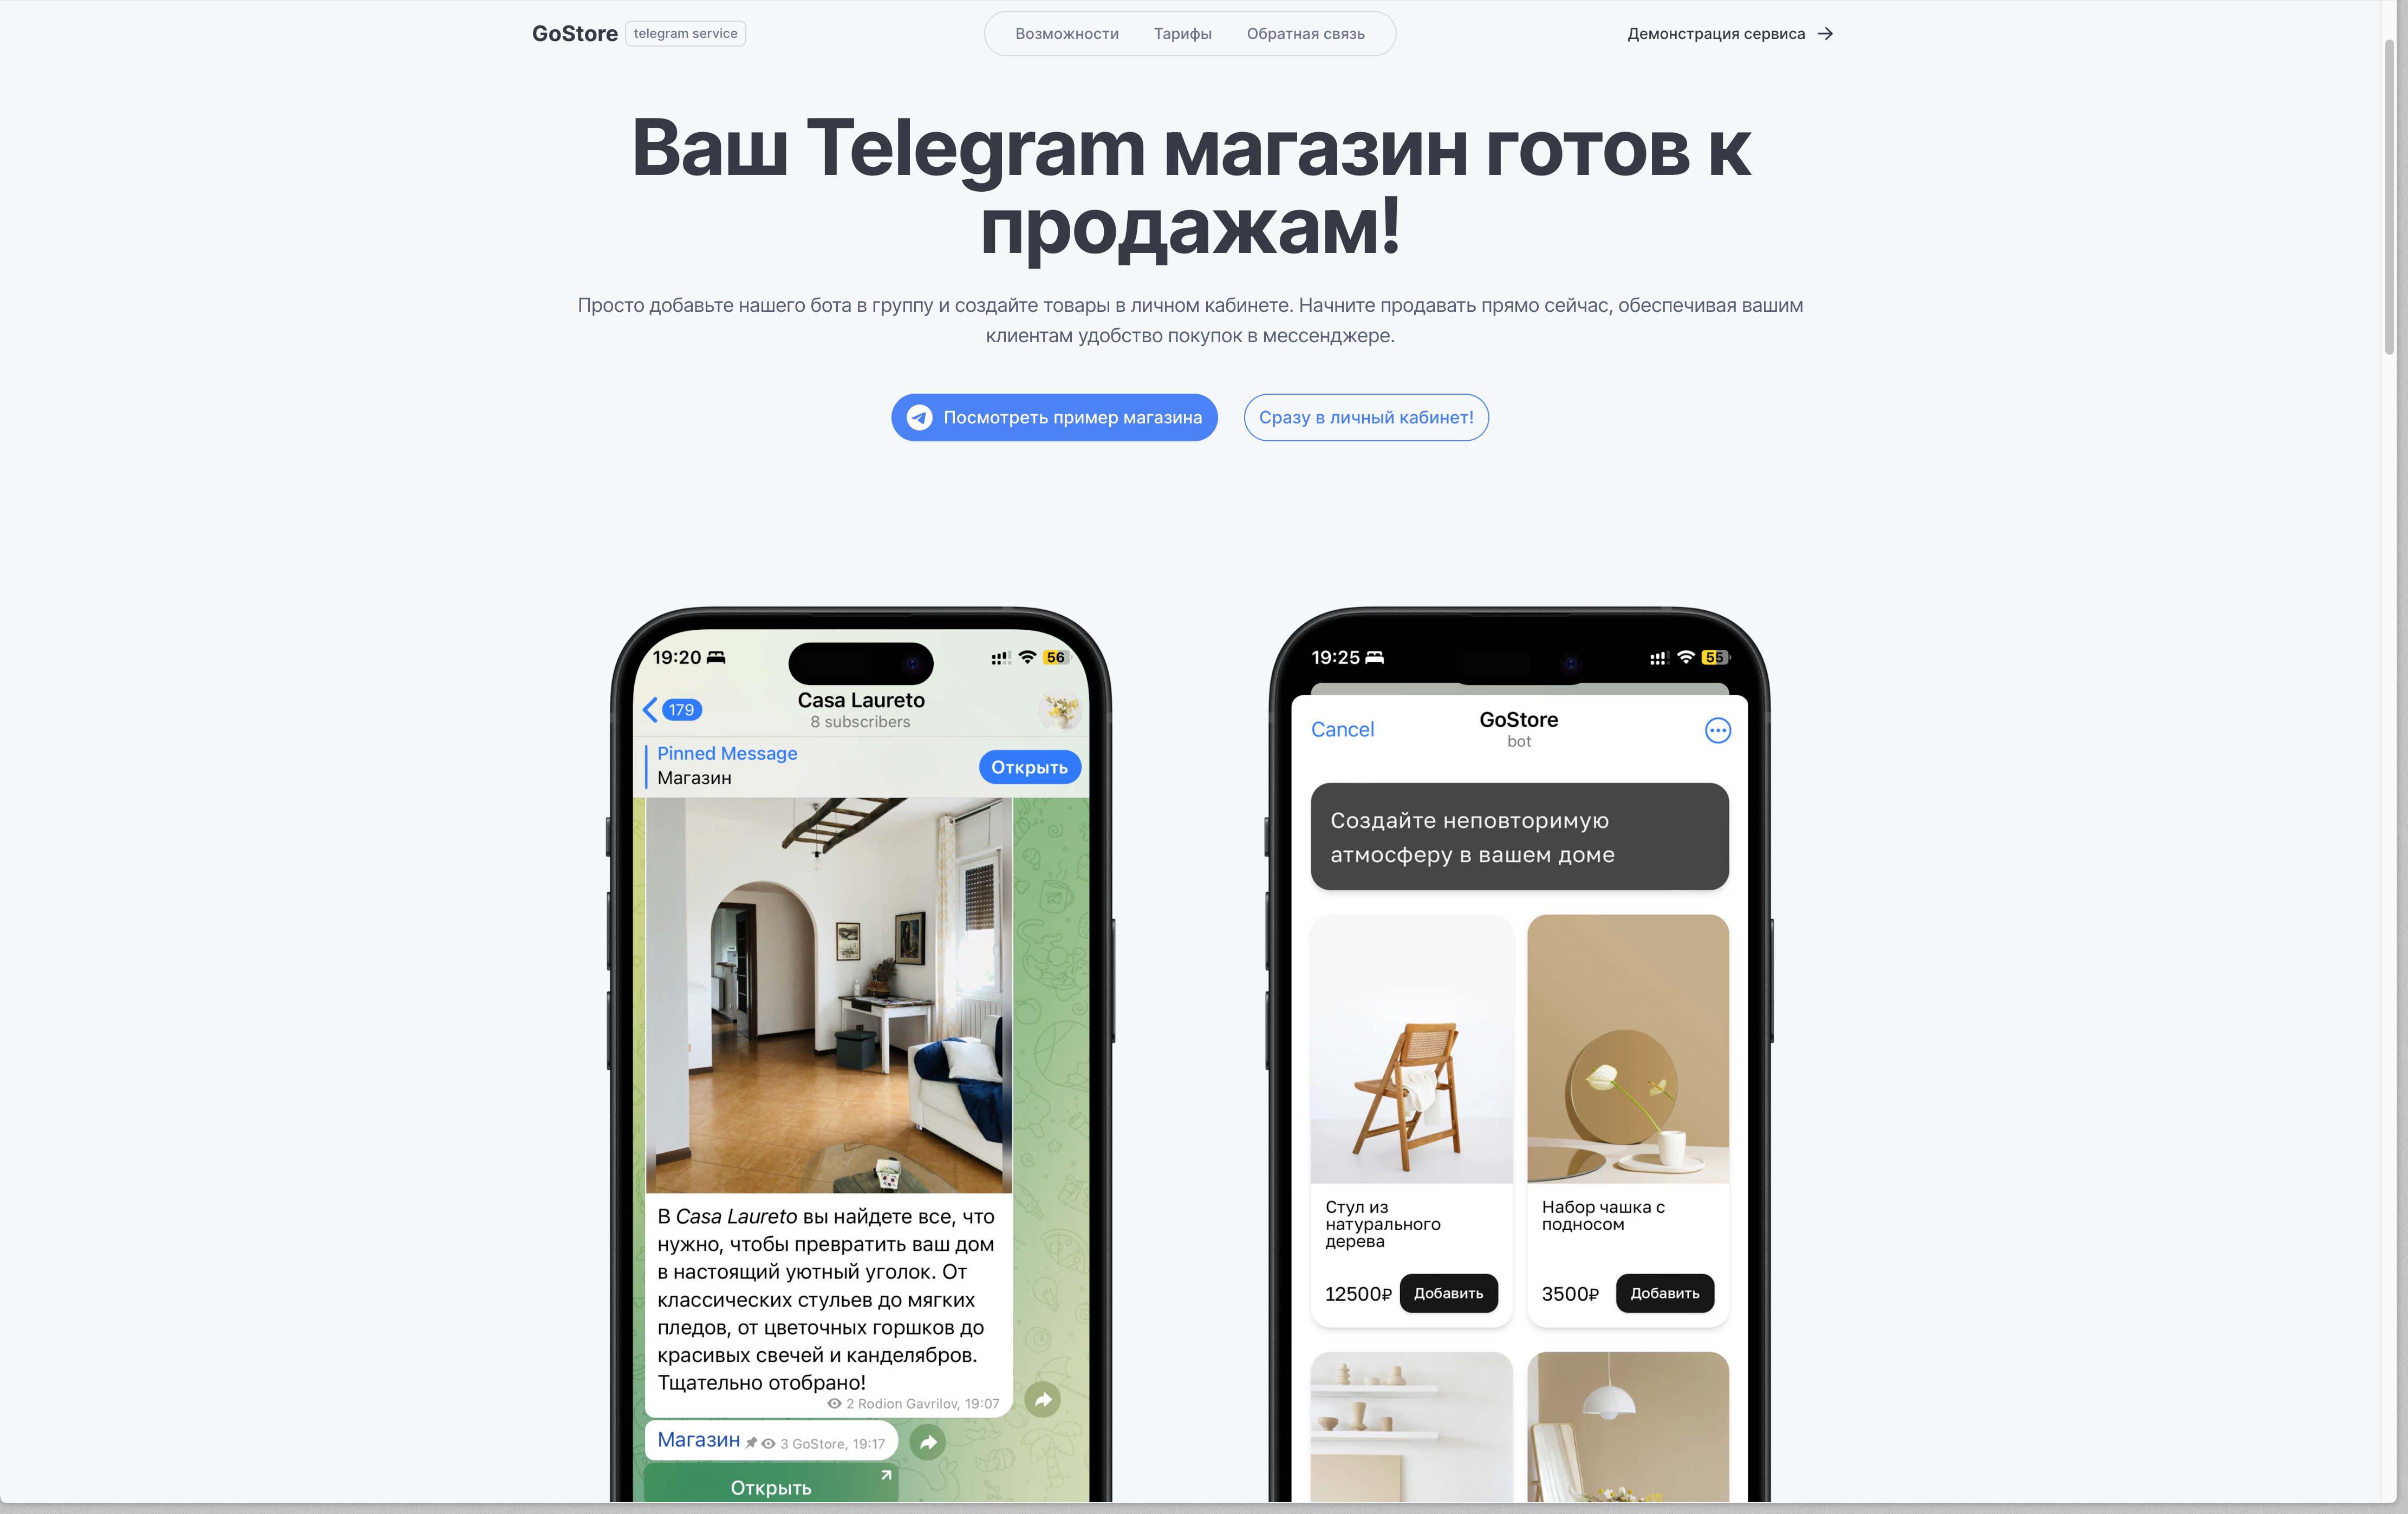 GoStore telegram service
Возможности Тарифы Обратная связь
Демонстрация сервиса →
Ваш Telegram магазин готов к
продажам!
Просто добавьте нашего бота в группу и создайте товары в личном кабинете. Начните продавать прямо сейчас, обеспечивая вашим
клиентам удобство покупок в мессенджере.
Посмотреть пример магазина
Сразу в личный кабинет!
19:20
56
179
Casa Laureto
8 subscribers
Pinned Message
Магазин
Открыть
В Casa Laureto вы найдете все, что
нужно, чтобы превратить ваш дом
в настоящий уютный уголок. От
классических стульев до мягких
пледов, от цветочных горшков до
красивых свечей и канделябров.
Тщательно отобрано!
2 Rodion Gavrilov, 19:07
Магазин 3 GoStore, 19:17
Открыть
19:25
55
Cancel
GoStore
bot
Создайте неповторимую
атмосферу в вашем доме
Стул из
натурального
дерева
12500₽ Добавить
Набор чашка с
подносом
3500₽ Добавить